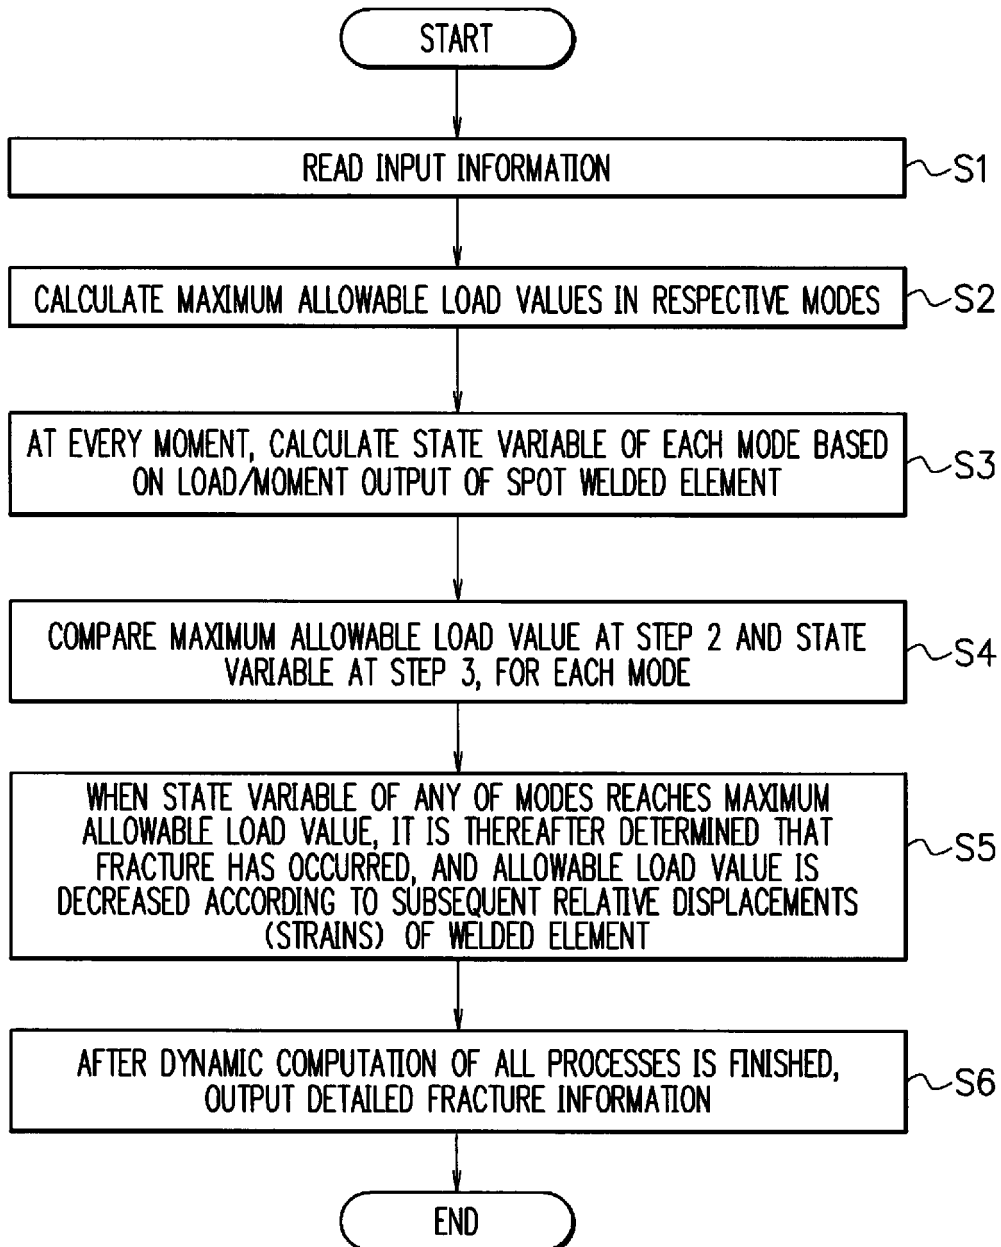 START
READ INPUT INFORMATION
S1
CALCULATE MAXIMUM ALLOWABLE LOAD VALUES IN RESPECTIVE MODES
S2
AT EVERY MOMENT, CALCULATE STATE VARIABLE OF EACH MODE BASED
ON LOAD/MOMENT OUTPUT OF SPOT WELDED ELEMENT
S3
COMPARE MAXIMUM ALLOWABLE LOAD VALUE AT STEP 2 AND STATE
VARIABLE AT STEP 3, FOR EACH MODE
S4
WHEN STATE VARIABLE OF ANY OF MODES REACHES MAXIMUM
ALLOWABLE LOAD VALUE, IT IS THEREAFTER DETERMINED THAT
FRACTURE HAS OCCURRED, AND ALLOWABLE LOAD VALUE IS
DECREASED ACCORDING TO SUBSEQUENT RELATIVE DISPLACEMENTS
(STRAINS) OF WELDED ELEMENT
S5
AFTER DYNAMIC COMPUTATION OF ALL PROCESSES IS FINISHED,
OUTPUT DETAILED FRACTURE INFORMATION
S6
END